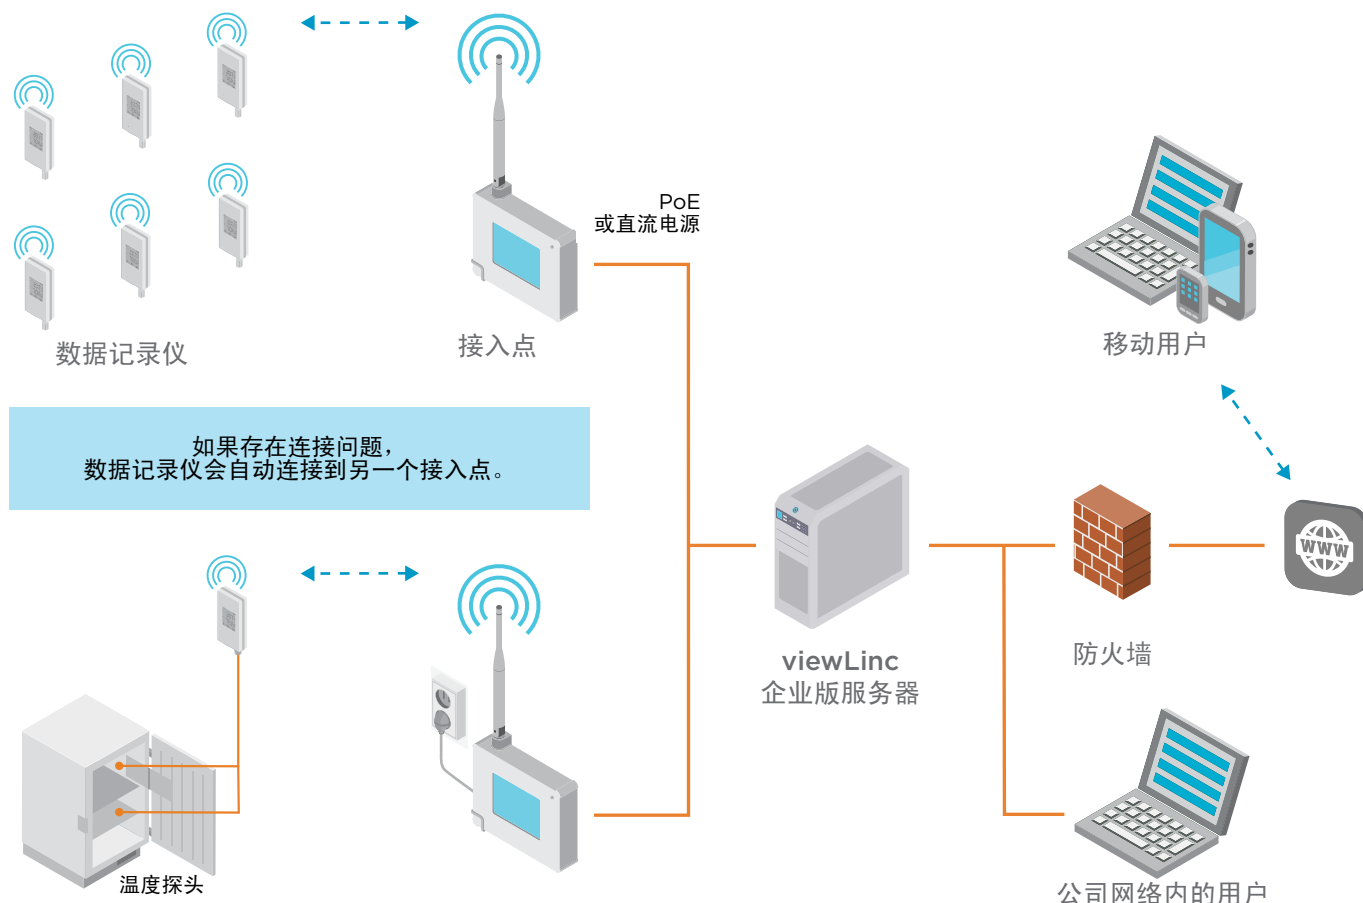 PoE
或直流电源
数据记录仪
接入点
移动用户
如果存在连接问题，
数据记录仪会自动连接到另一个接入点。
WWW
viewLinc
企业版服务器
防火墙
温度探头
公司网络内的用户